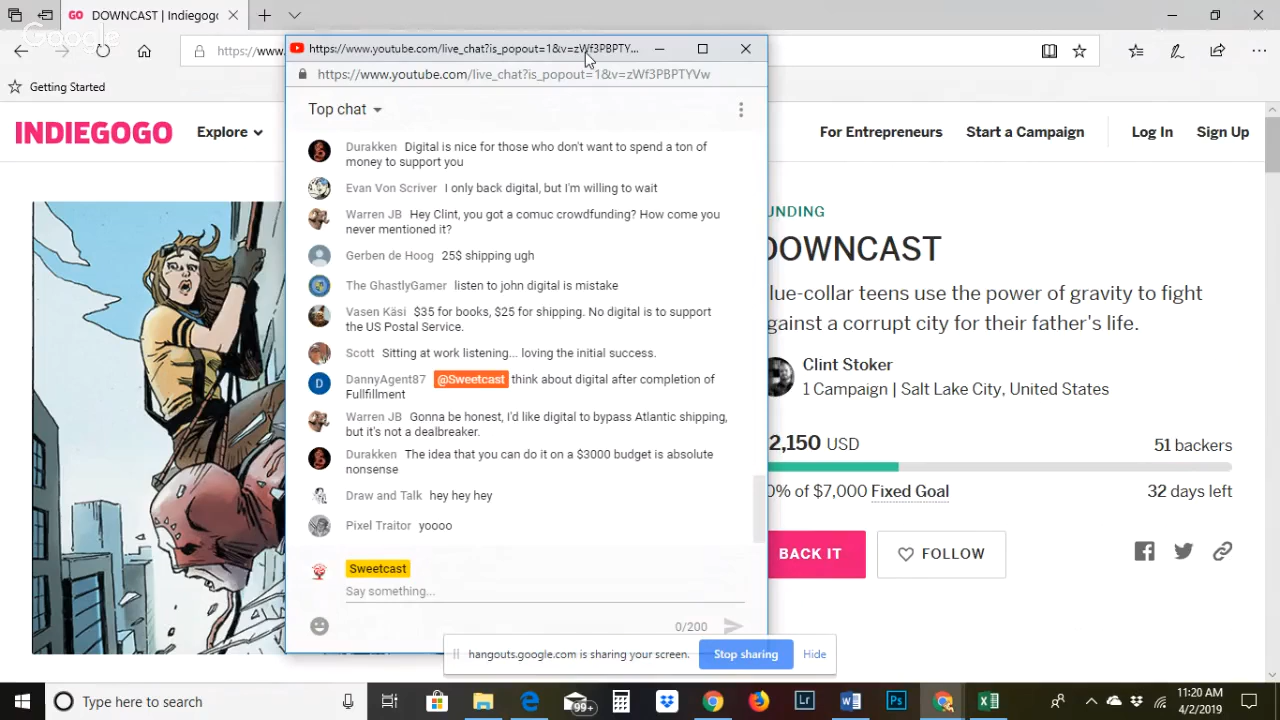 DOWNCAST | Indiegogo
Google
https://ww
Getting Started
https://www.youtube.com/live_chat?is_popout=1&v=zWf3PBPTY...
https://www.youtube.com/live_chat?is_popout=1&v=zWf3PBPTYVw
INDIEGOGO
Explore
For Entrepreneurs
Start a Campaign
Log In
Sign Up
Top chat
Durakken Digital is nice for those who don't want to spend a ton of
money to support you
Evan Von Scriver I only back digital, but I'm willing to wait
Warren JB Hey Clint, you got a comuc crowdfunding? How come you
never mentioned it?
Gerben de Hoog 25$ shipping ugh
The GhastlyGamer listen to john digital is mistake
Vasen Käsi $35 for books, $25 for shipping. No digital is to support
the US Postal Service.
Scott Sitting at work listening... loving the initial success.
DannyAgent87 @Sweetcast think about digital after completion of
Fullfillment
Warren JB Gonna be honest, I'd like digital to bypass Atlantic shipping,
but it's not a dealbreaker.
Durakken The idea that you can do it on a $3000 budget is absolute
nonsense
Draw and Talk hey hey hey
Pixel Traitor yoooo
Sweetcast
Say something...
0/200
UNDING
DOWNCAST
lue-collar teens use the power of gravity to fight
gainst a corrupt city for their father's life.
Clint Stoker
1 Campaign | Salt Lake City, United States
2,150 USD
51 backers
0% of $7,000 Fixed Goal
32 days left
BACK IT
FOLLOW
hangouts.google.com is sharing your screen.
Stop sharing
Hide
Type here to search
99+
Lr
Ps
11:20 AM
4/2/2019